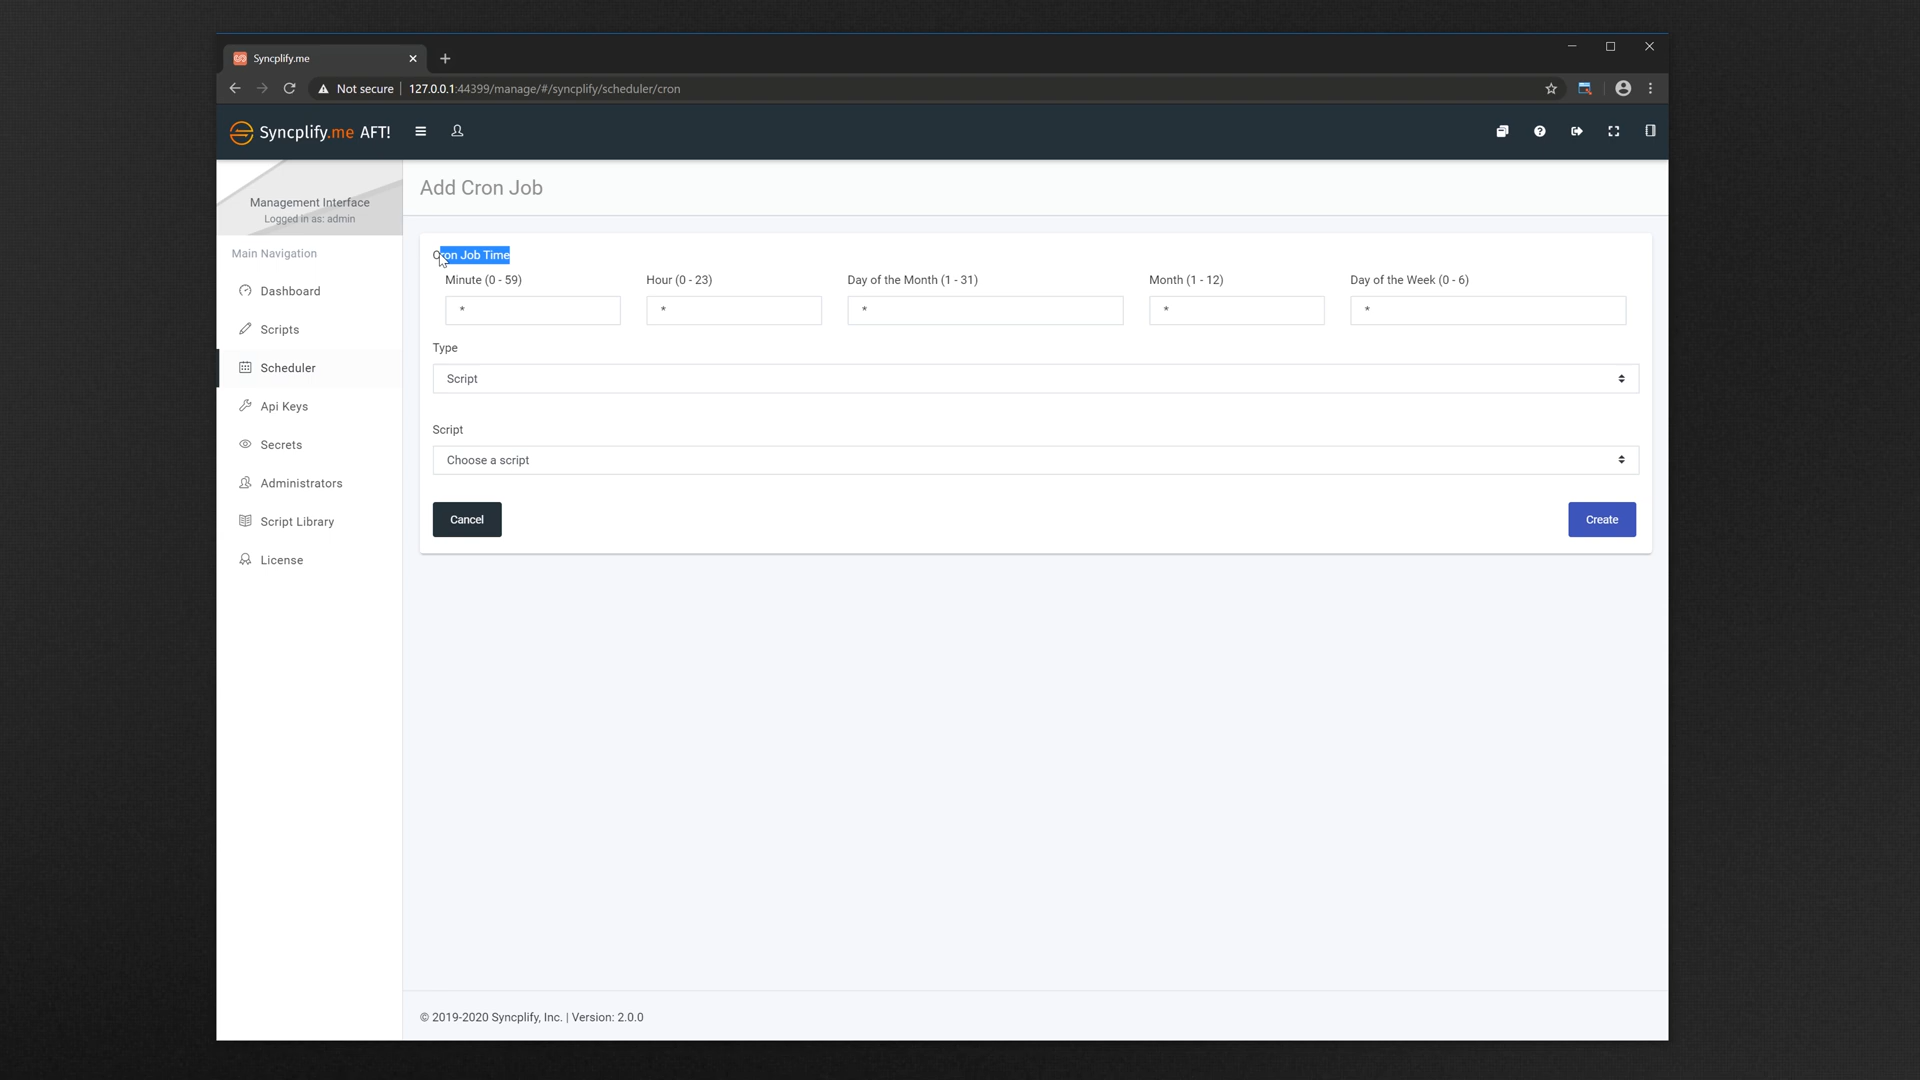 Syncplify.me
Not secure 127.0.0.1:44399/manage/#/syncplify/scheduler/cron
Syncplify.me AFT!
Management Interface
Logged in as: admin
Main Navigation
Dashboard
Scripts
Scheduler
Api Keys
Secrets
Administrators
Script Library
License
Add Cron Job
Cron Job Time
Minute (0 - 59) Hour (0 - 23) Day of the Month (1 - 31) Month (1 - 12) Day of the Week (0 - 6)
* * * * *
Type
Script
Script
Choose a script
Cancel Create
© 2019-2020 Syncplify, Inc. | Version: 2.0.0